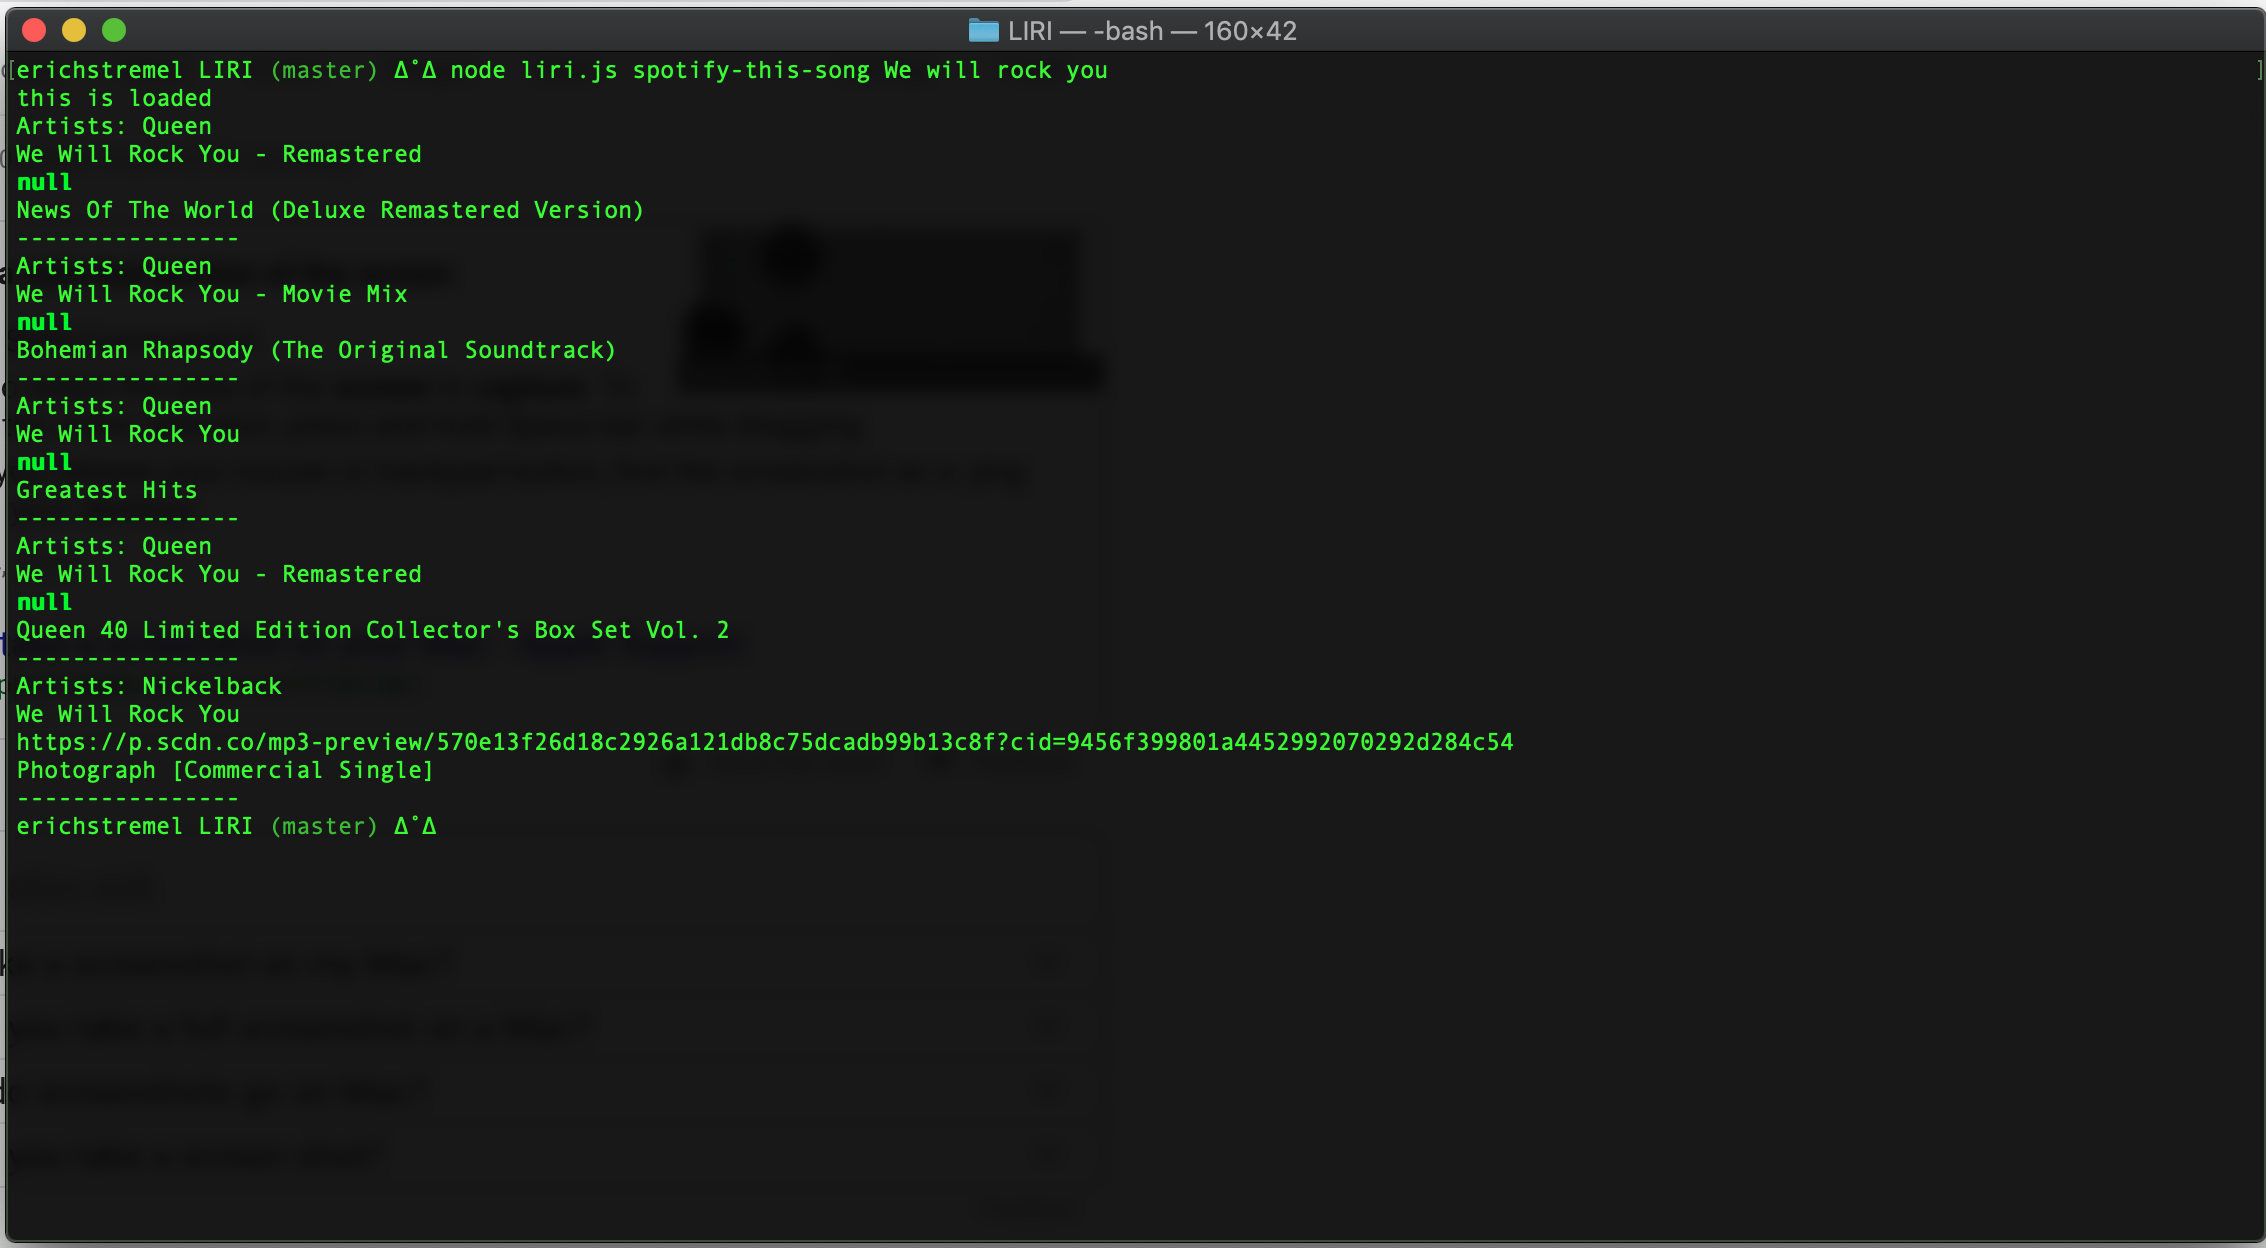 LIRI — -bash — 160×42
[erichstremel LIRI (master) Δ˚Δ node liri.js spotify-this-song We will rock you ]
this is loaded
Artists: Queen
We Will Rock You - Remastered
null
News Of The World (Deluxe Remastered Version)
----------------
Artists: Queen
We Will Rock You - Movie Mix
null
Bohemian Rhapsody (The Original Soundtrack)
----------------
Artists: Queen
We Will Rock You
null
Greatest Hits
----------------
Artists: Queen
We Will Rock You - Remastered
null
Queen 40 Limited Edition Collector's Box Set Vol. 2
----------------
Artists: Nickelback
We Will Rock You
https://p.scdn.co/mp3-preview/570e13f26d18c2926a121db8c75dcadb99b13c8f?cid=9456f399801a4452992070292d284c54
Photograph [Commercial Single]
----------------
erichstremel LIRI (master) Δ˚Δ